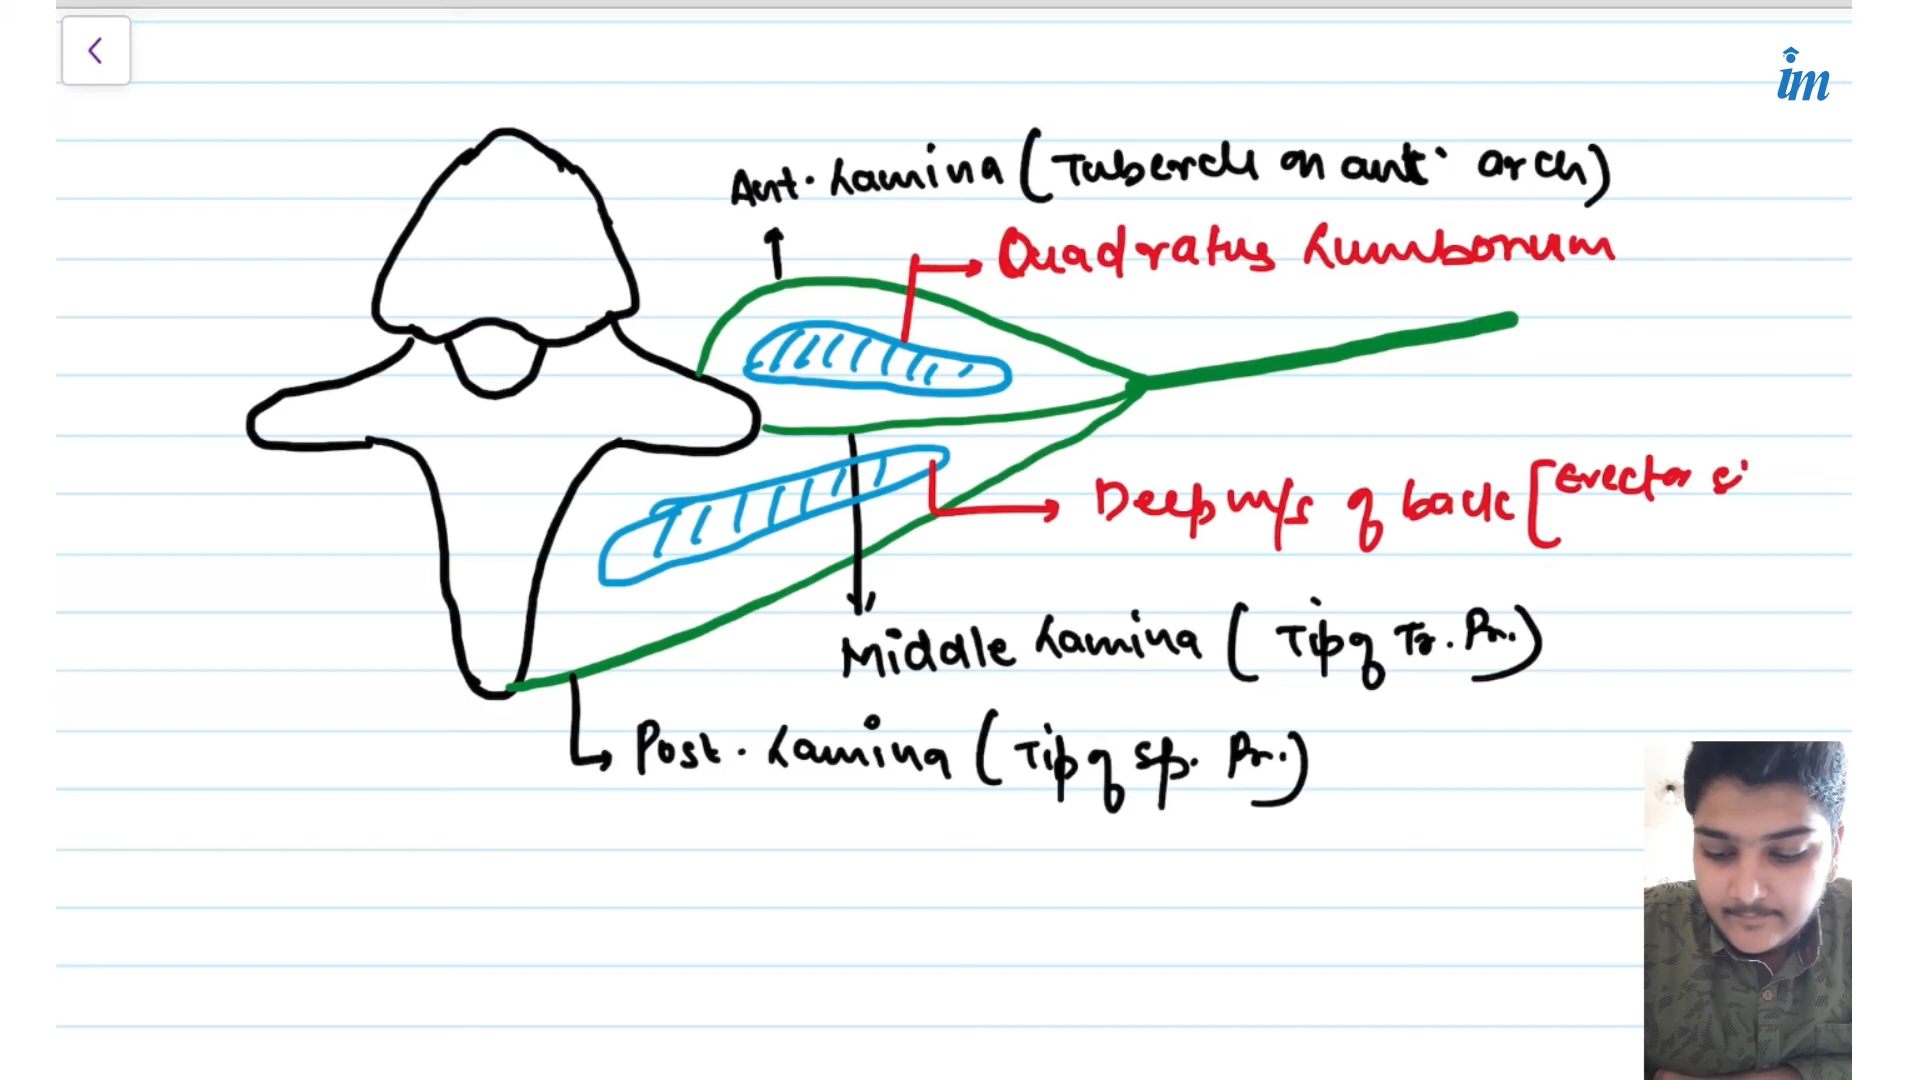 im
Ant. Lamina (Tubercle on ant. arch)
Quadratus Lumborum
Deep m/s of back [Erector s
Middle Lamina (Tip of Tr. Pr.)
Post. Lamina (Tip of Sp. Pr.)